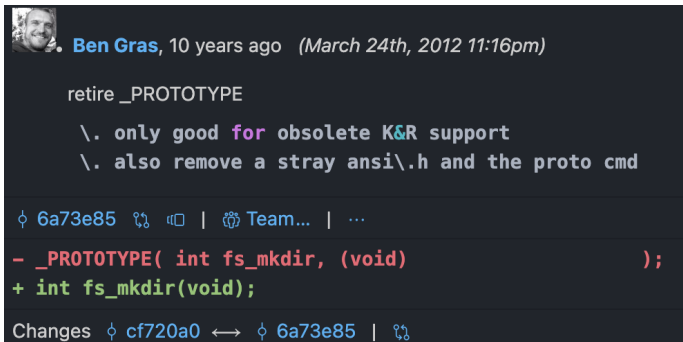 Ben Gras, 10 years ago (March 24th, 2012 11:16pm)
retire _PROTOTYPE
\. only good for obsolete K&R support
\. also remove a stray ansi\.h and the proto cmd
6a73e85 | Team... | ...
- _PROTOTYPE( int fs_mkdir, (void) );
+ int fs_mkdir(void);
Changes cf720a0 ⟷ 6a73e85 |